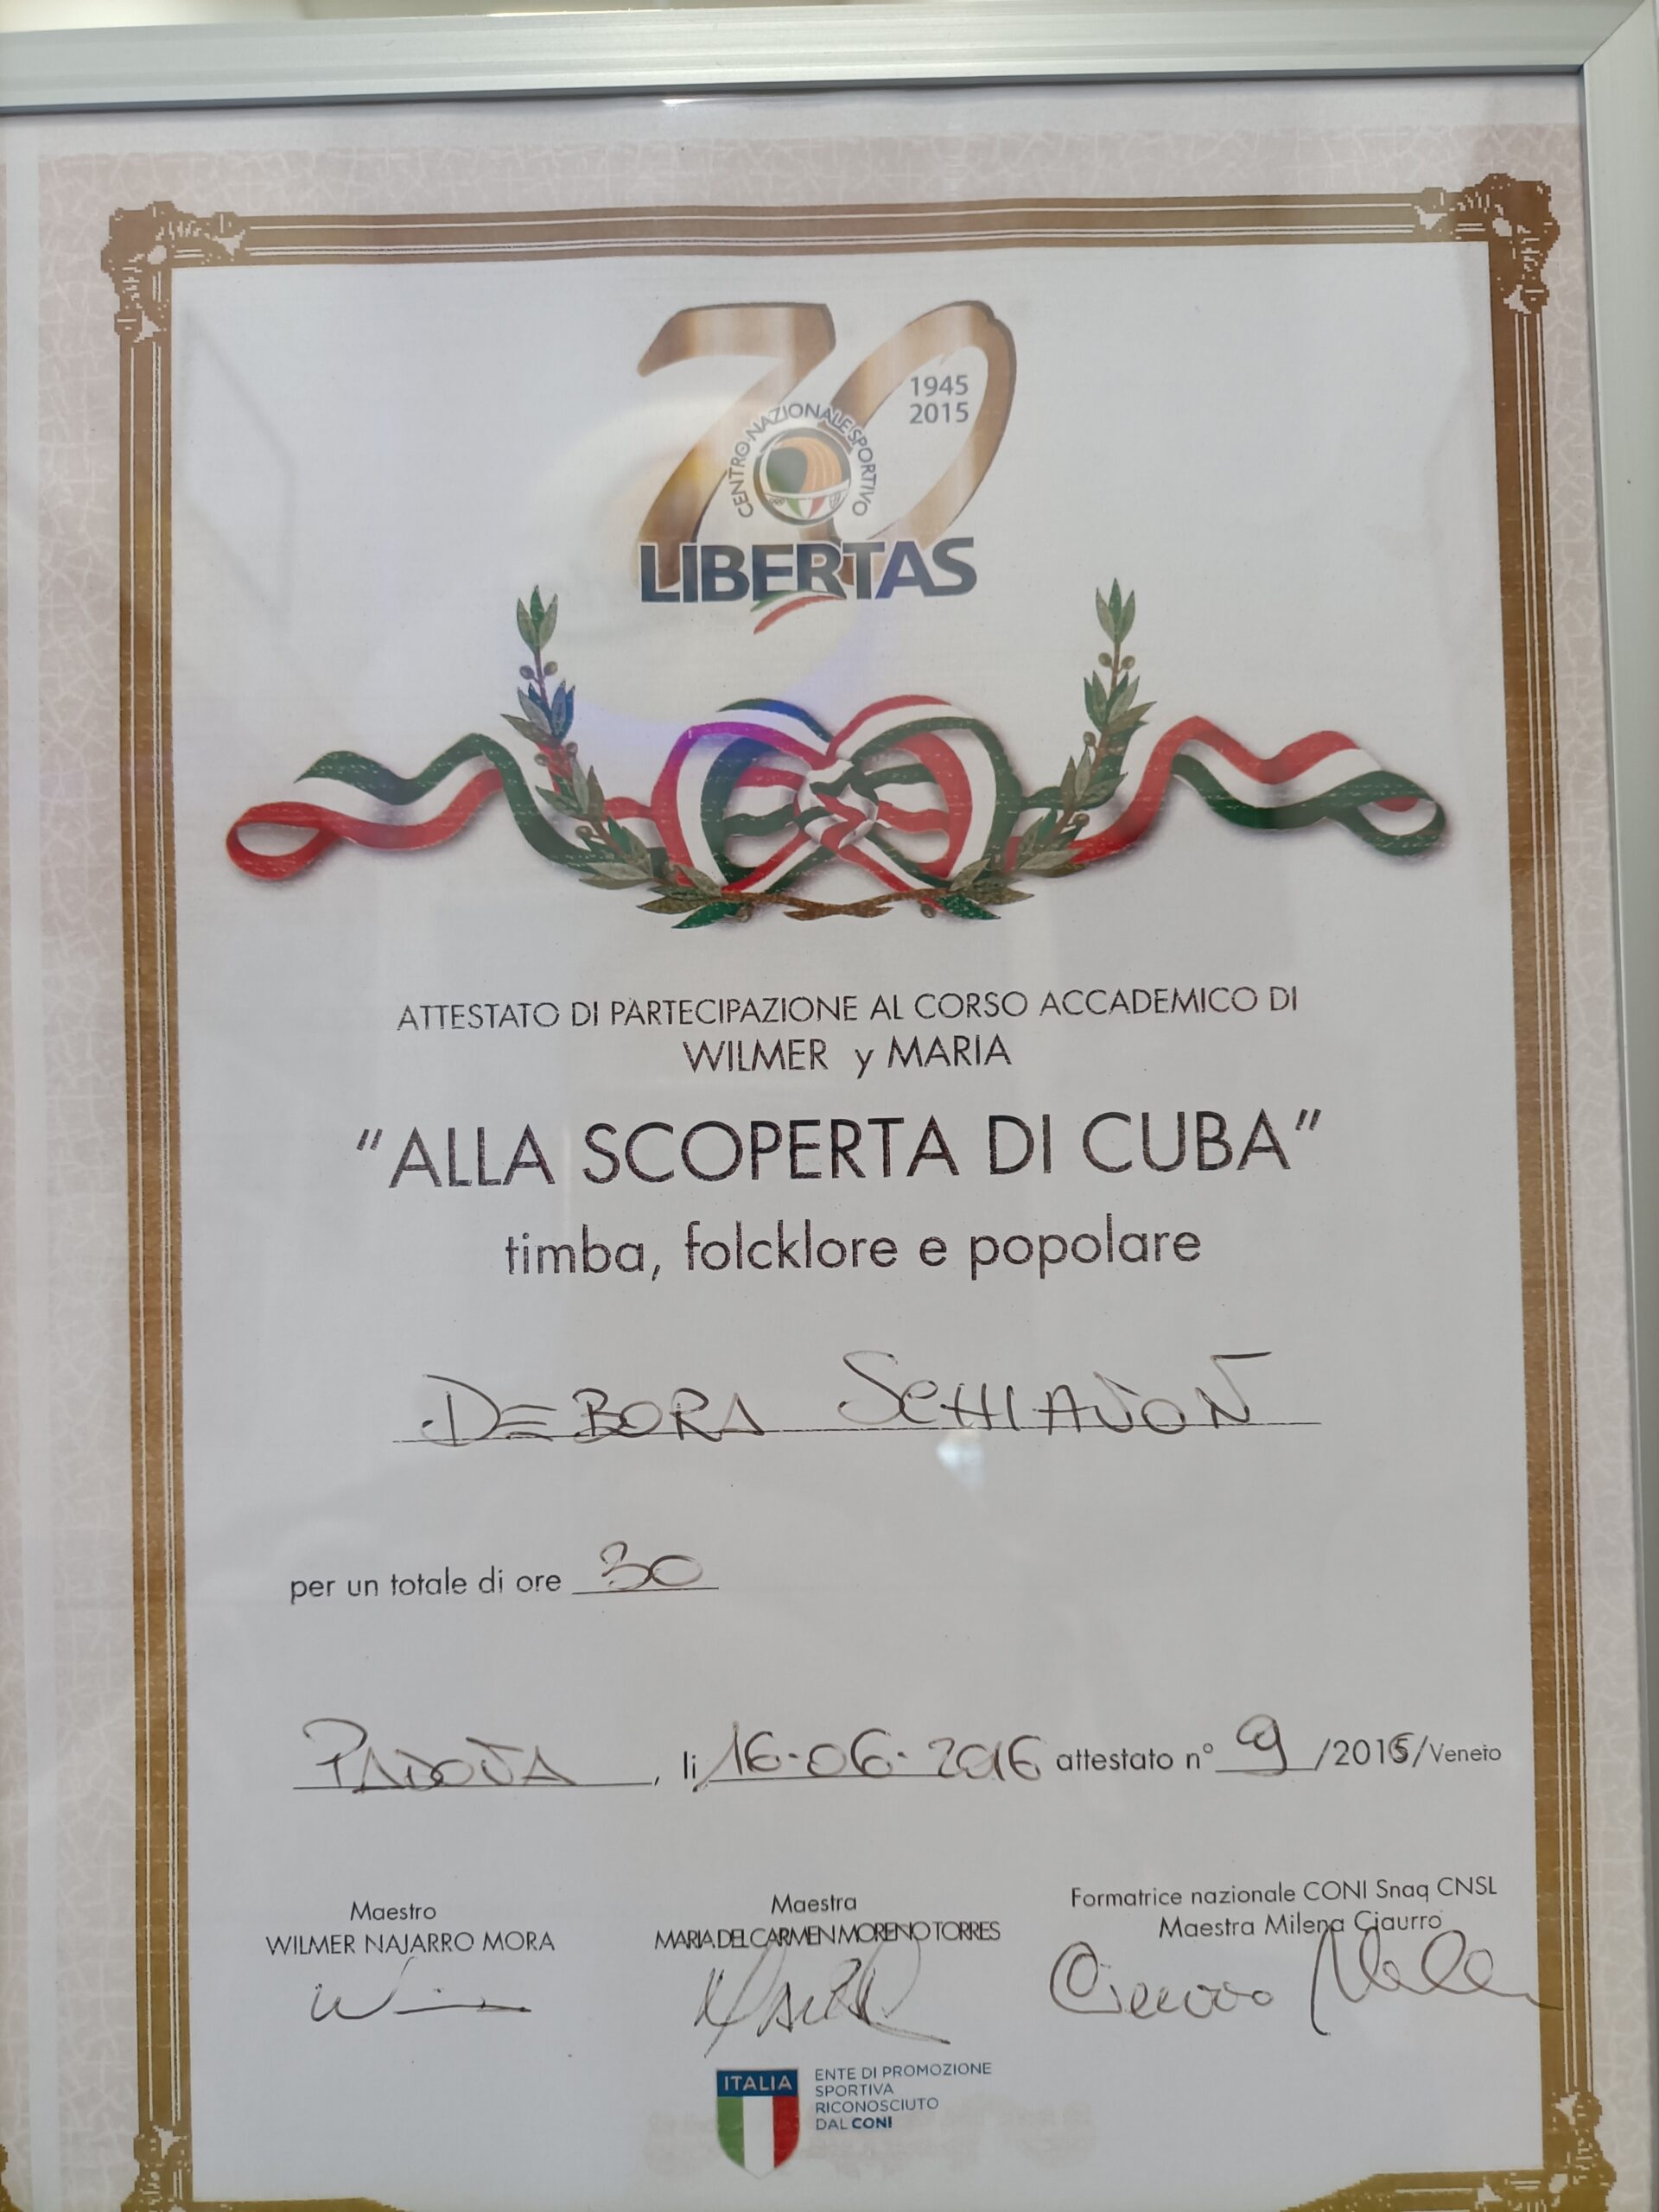 70
1945
2015
CENTRO NAZIONALE SPORTIVO
LIBERTAS
ATTESTATO DI PARTECIPAZIONE AL CORSO ACCADEMICO DI
WILMER y MARIA
"ALLA SCOPERTA DI CUBA"
timba, folcklore e popolare
DEBORA SCHIAVON
per un totale di ore 30
PADOVA, li 16-06-2016 attestato n° 9/2016/Veneto
Maestro
WILMER NAJARRO MORA
Maestra
MARIA DEL CARMEN MORENO TORRES
Formatrice nazionale CONI Snaq CNSL
Maestra Milena Ciaurro
Ciaurro Milena
ITALIA
ENTE DI PROMOZIONE
SPORTIVA
RICONOSCIUTO
DAL CONI